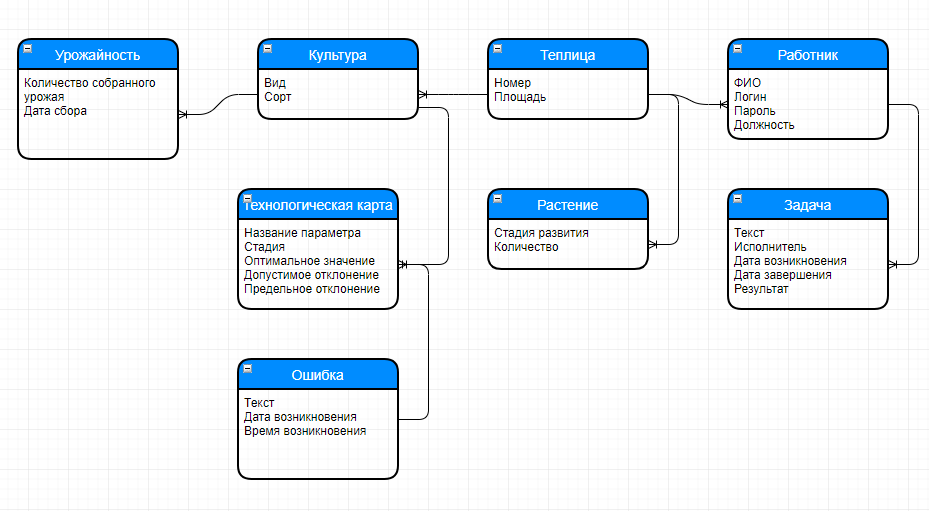 Урожайность
Количество собранного
урожая
Дата сбора
Культура
Вид
Сорт
Теплица
Номер
Площадь
Работник
ФИО
Логин
Пароль
Должность
Технологическая карта
Название параметра
Стадия
Оптимальное значение
Допустимое отклонение
Предельное отклонение
Растение
Стадия развития
Количество
Задача
Текст
Исполнитель
Дата возникновения
Дата завершения
Результат
Ошибка
Текст
Дата возникновения
Время возникновения